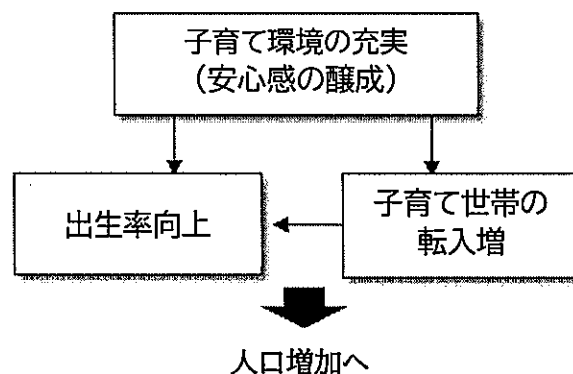 子育て環境の充実
（安心感の醸成）
出生率向上
子育て世帯の
転入増
人口増加へ